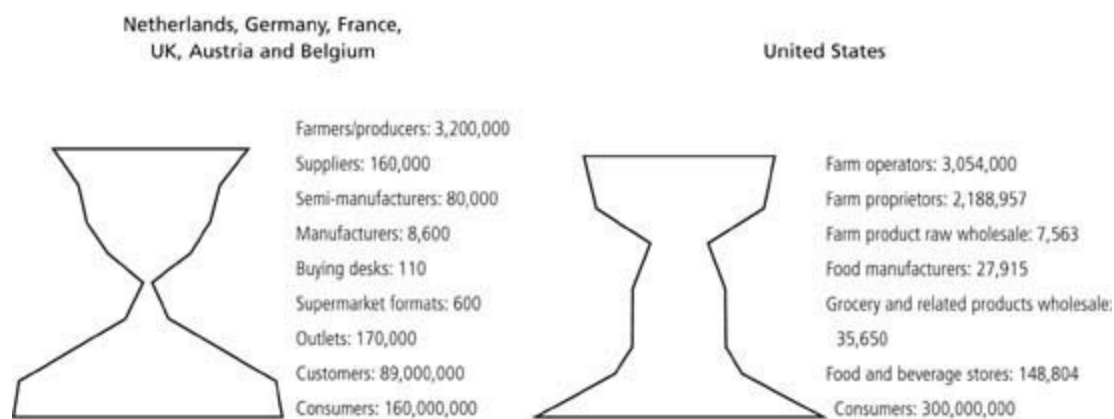 Netherlands, Germany, France,
UK, Austria and Belgium
Farmers/producers: 3,200,000
Suppliers: 160,000
Semi-manufacturers: 80,000
Manufacturers: 8,600
Buying desks: 110
Supermarket formats: 600
Outlets: 170,000
Customers: 89,000,000
Consumers: 160,000,000
United States
Farm operators: 3,054,000
Farm proprietors: 2,188,957
Farm product raw wholesale: 7,563
Food manufacturers: 27,915
Grocery and related products wholesale:
35,650
Food and beverage stores: 148,804
Consumers: 300,000,000